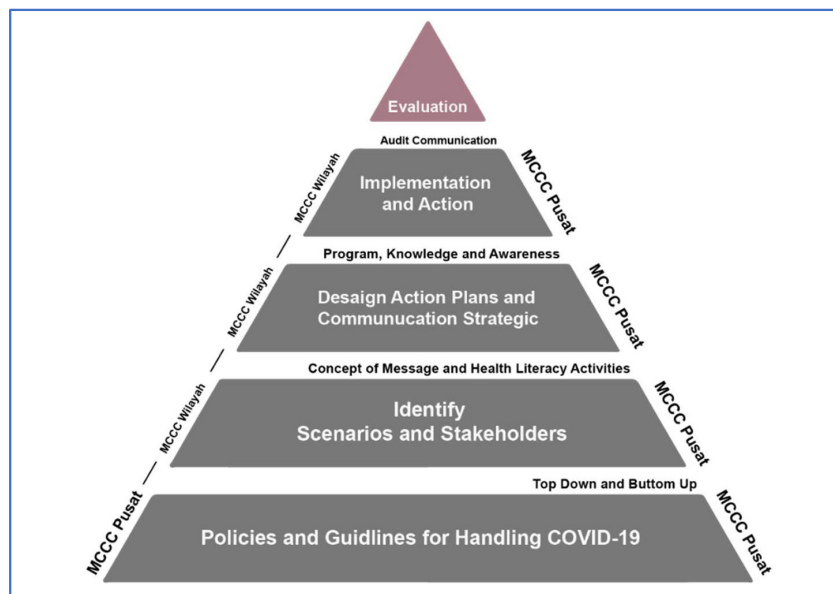 Evaluation
Audit Communication
MCCC Wilayah
Implementation
and Action
MCCC Pusat
Program, Knowledge and Awareness
MCCC Wilayah
Desaign Action Plans and
Communucation Strategic
MCCC Pusat
Concept of Message and Health Literacy Activities
MCCC Wilayah
Identify
Scenarios and Stakeholders
MCCC Pusat
Top Down and Buttom Up
MCCC Pusat
Policies and Guidlines for Handling COVID-19
MCCC Pusat